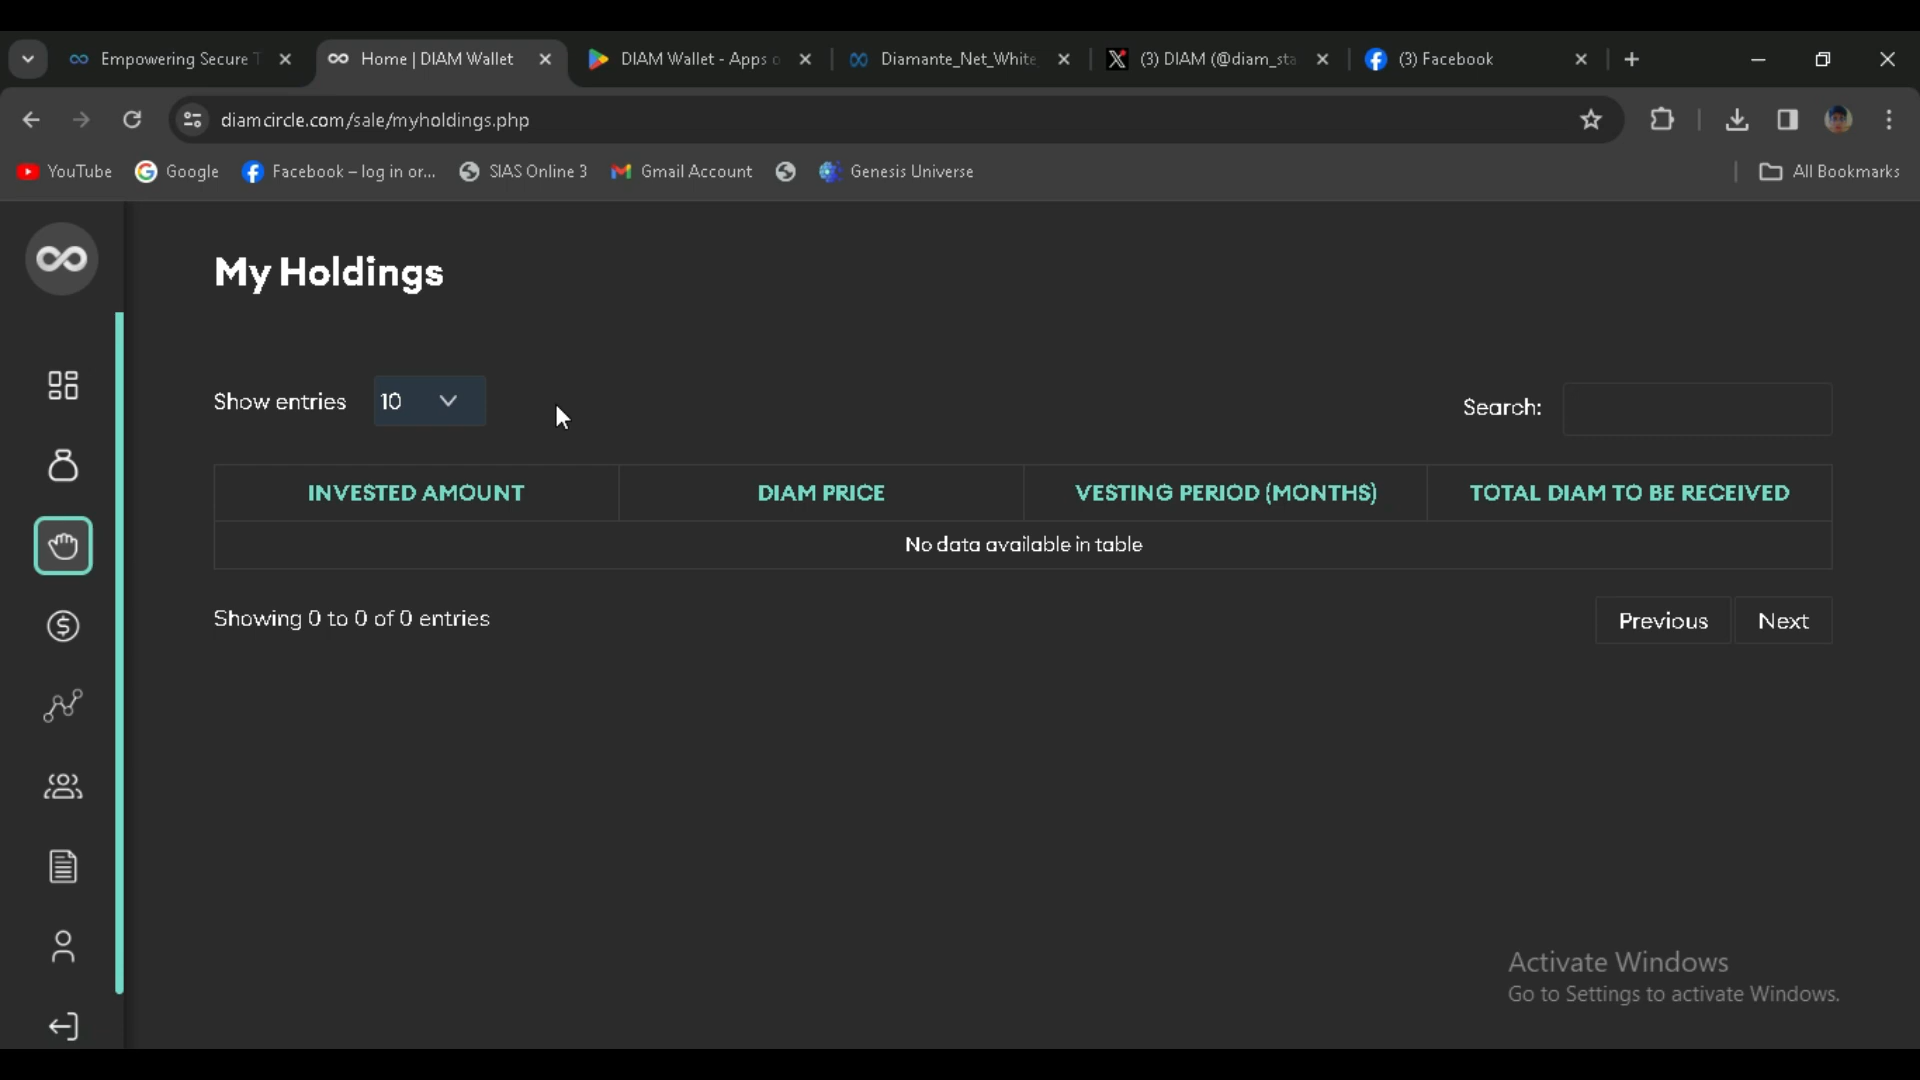 Empowering Secure T
Home | DIAM Wallet
DIAM Wallet - Apps o
Diamante_Net_White
(3) DIAM (@diam_sta
(3) Facebook
diamcircle.com/sale/myholdings.php
YouTube
Google
Facebook – log in or...
SIAS Online 3
Gmail Account
Genesis Universe
All Bookmarks
My Holdings
Show entries 10
Search:
INVESTED AMOUNT DIAM PRICE VESTING PERIOD (MONTHS) TOTAL DIAM TO BE RECEIVED
No data available in table
Showing 0 to 0 of 0 entries
Previous Next
Activate Windows
Go to Settings to activate Windows.